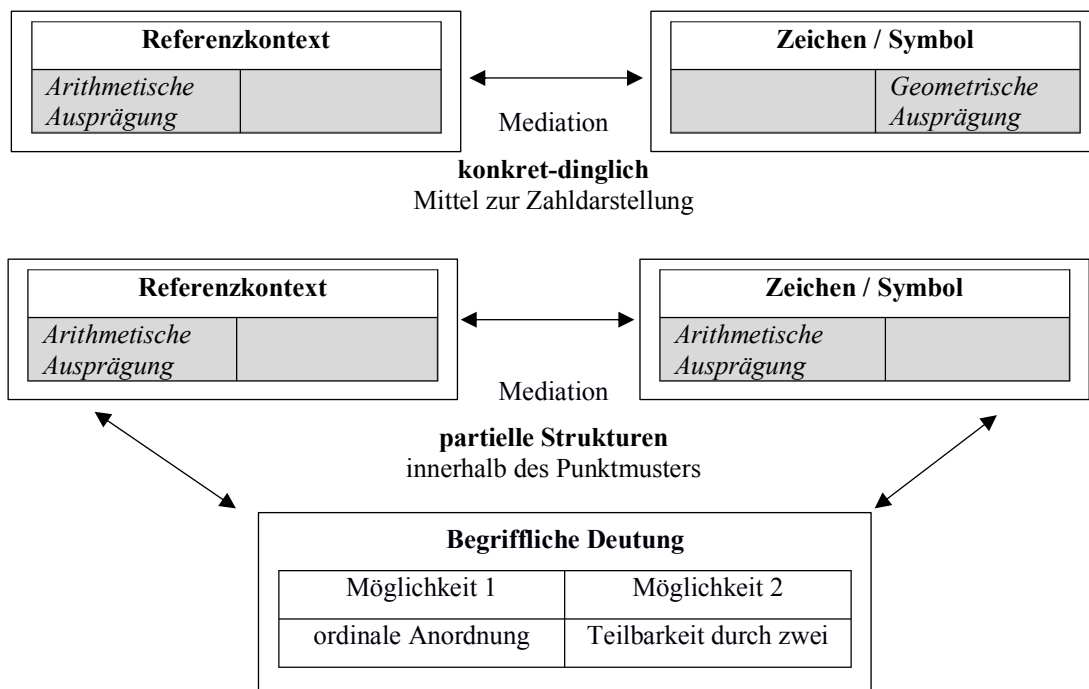 Referenzkontext
Arithmetische
Ausprägung
Mediation
Zeichen / Symbol
Geometrische
Ausprägung
konkret-dinglich
Mittel zur Zahldarstellung
Referenzkontext
Arithmetische
Ausprägung
Mediation
Zeichen / Symbol
Arithmetische
Ausprägung
partielle Strukturen
innerhalb des Punktmusters
Begriffliche Deutung
Möglichkeit 1
Möglichkeit 2
ordinale Anordnung
Teilbarkeit durch zwei